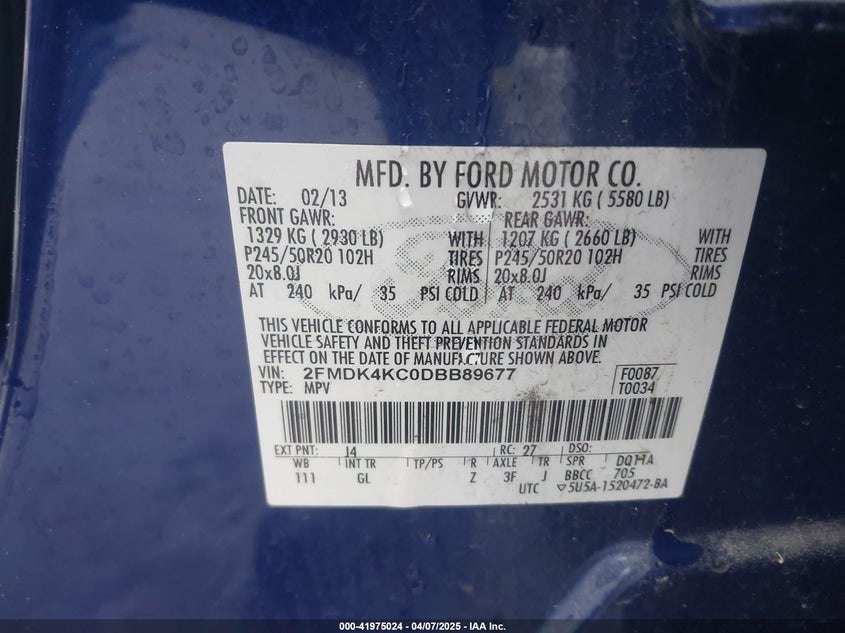 MFD. BY FORD MOTOR CO.
DATE: 02/13 GVWR: 2531 KG ( 5580 LB)
FRONT GAWR: REAR GAWR:
1329 KG ( 2930 LB) WITH 1207 KG ( 2660 LB) WITH
P245/50R20 102H TIRES P245/50R20 102H TIRES
20x8.0J RIMS 20x8.0J RIMS
AT 240 kPa/ 35 PSI COLD AT 240 kPa/ 35 PSI COLD
THIS VEHICLE CONFORMS TO ALL APPLICABLE FEDERAL MOTOR
VEHICLE SAFETY AND THEFT PREVENTION STANDARDS IN
EFFECT ON THE DATE OF MANUFACTURE SHOWN ABOVE.
VIN: 2FMDK4KC0DBB89677 F0087
TYPE: MPV T0034
EXT PNT: J4 RC: 27 DSO:
WB INT TR TP/PS R AXLE TR SPR DQ11A
111 GL Z 3F J BBCC 705
UTC ▽5U5A-1520472-BA
000-41975024 - 04/07/2025 - IAA Inc.